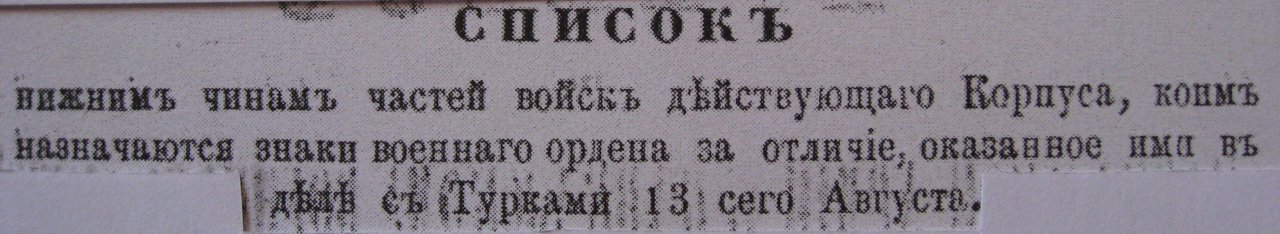 СПИСОКЪ
нижнимъ чинамъ частей войскъ дѣйствующаго Корпуса, коимъ
назначаются знаки военнаго ордена за отличіе, оказанное ими въ
дѣлѣ съ Турками 13 сего Августа.